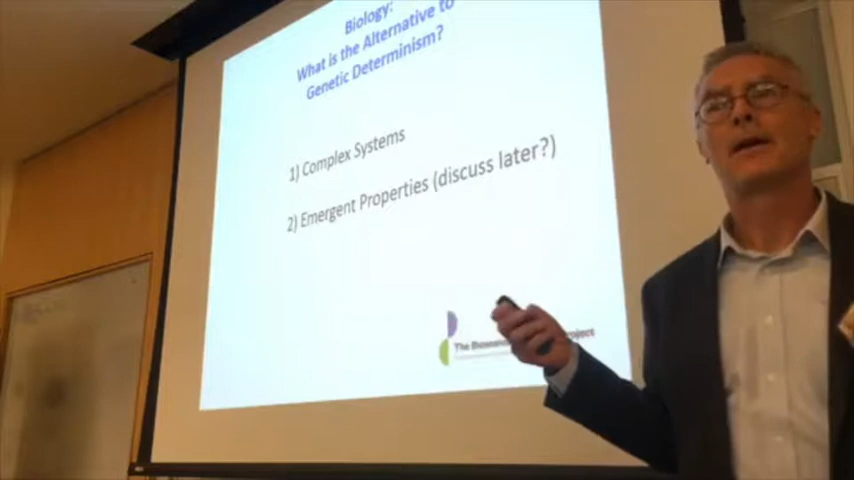 Biology:
What is the Alternative to
Genetic Determinism?
1) Complex Systems
2) Emergent Properties (discuss later?)
The Project